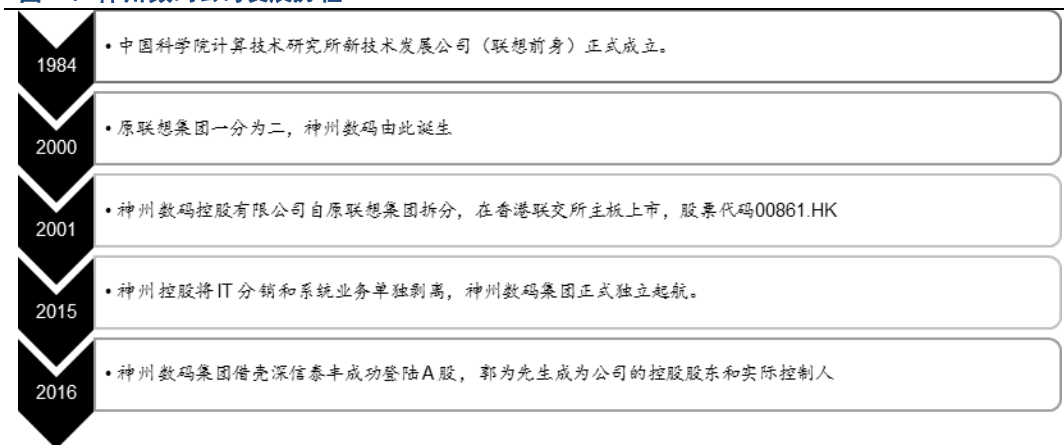 1984
•中国科学院计算技术研究所新技术发展公司（联想前身）正式成立。
2000
•原联想集团一分为二，神州数码由此诞生
2001
•神州数码控股有限公司自原联想集团拆分，在香港联交所主板上市，股票代码00861.HK
2015
•神州控股将IT分销和系统业务单独剥离，神州数码集团正式独立起航。
2016
•神州数码集团借壳深信泰丰成功登陆A股，郭为先生成为公司的控股股东和实际控制人